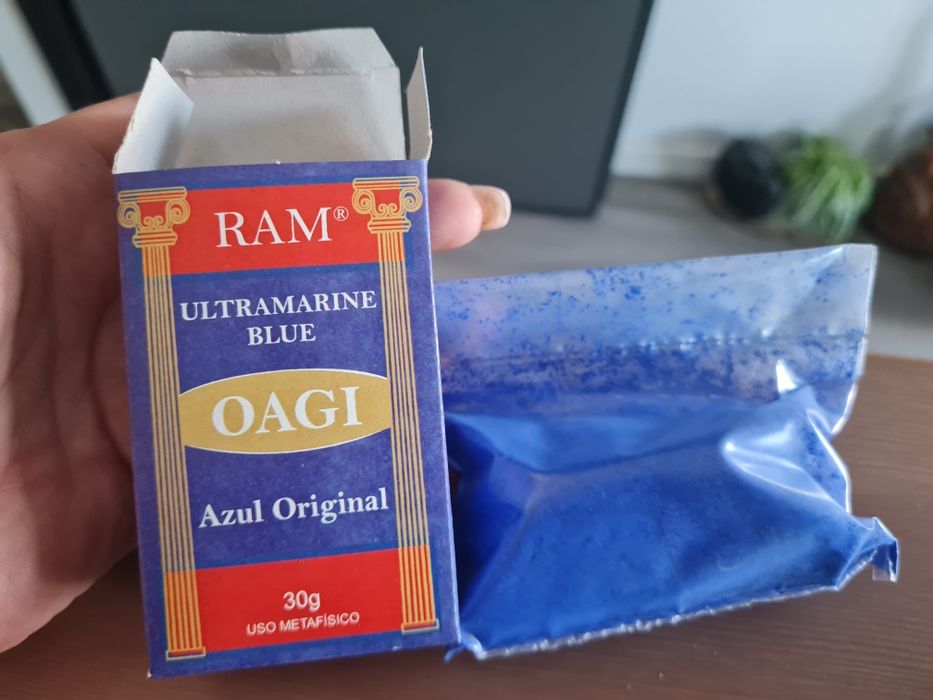 RAM®
ULTRAMARINE
BLUE
OAGI
Azul Original
30g
USO METAFÍSICO